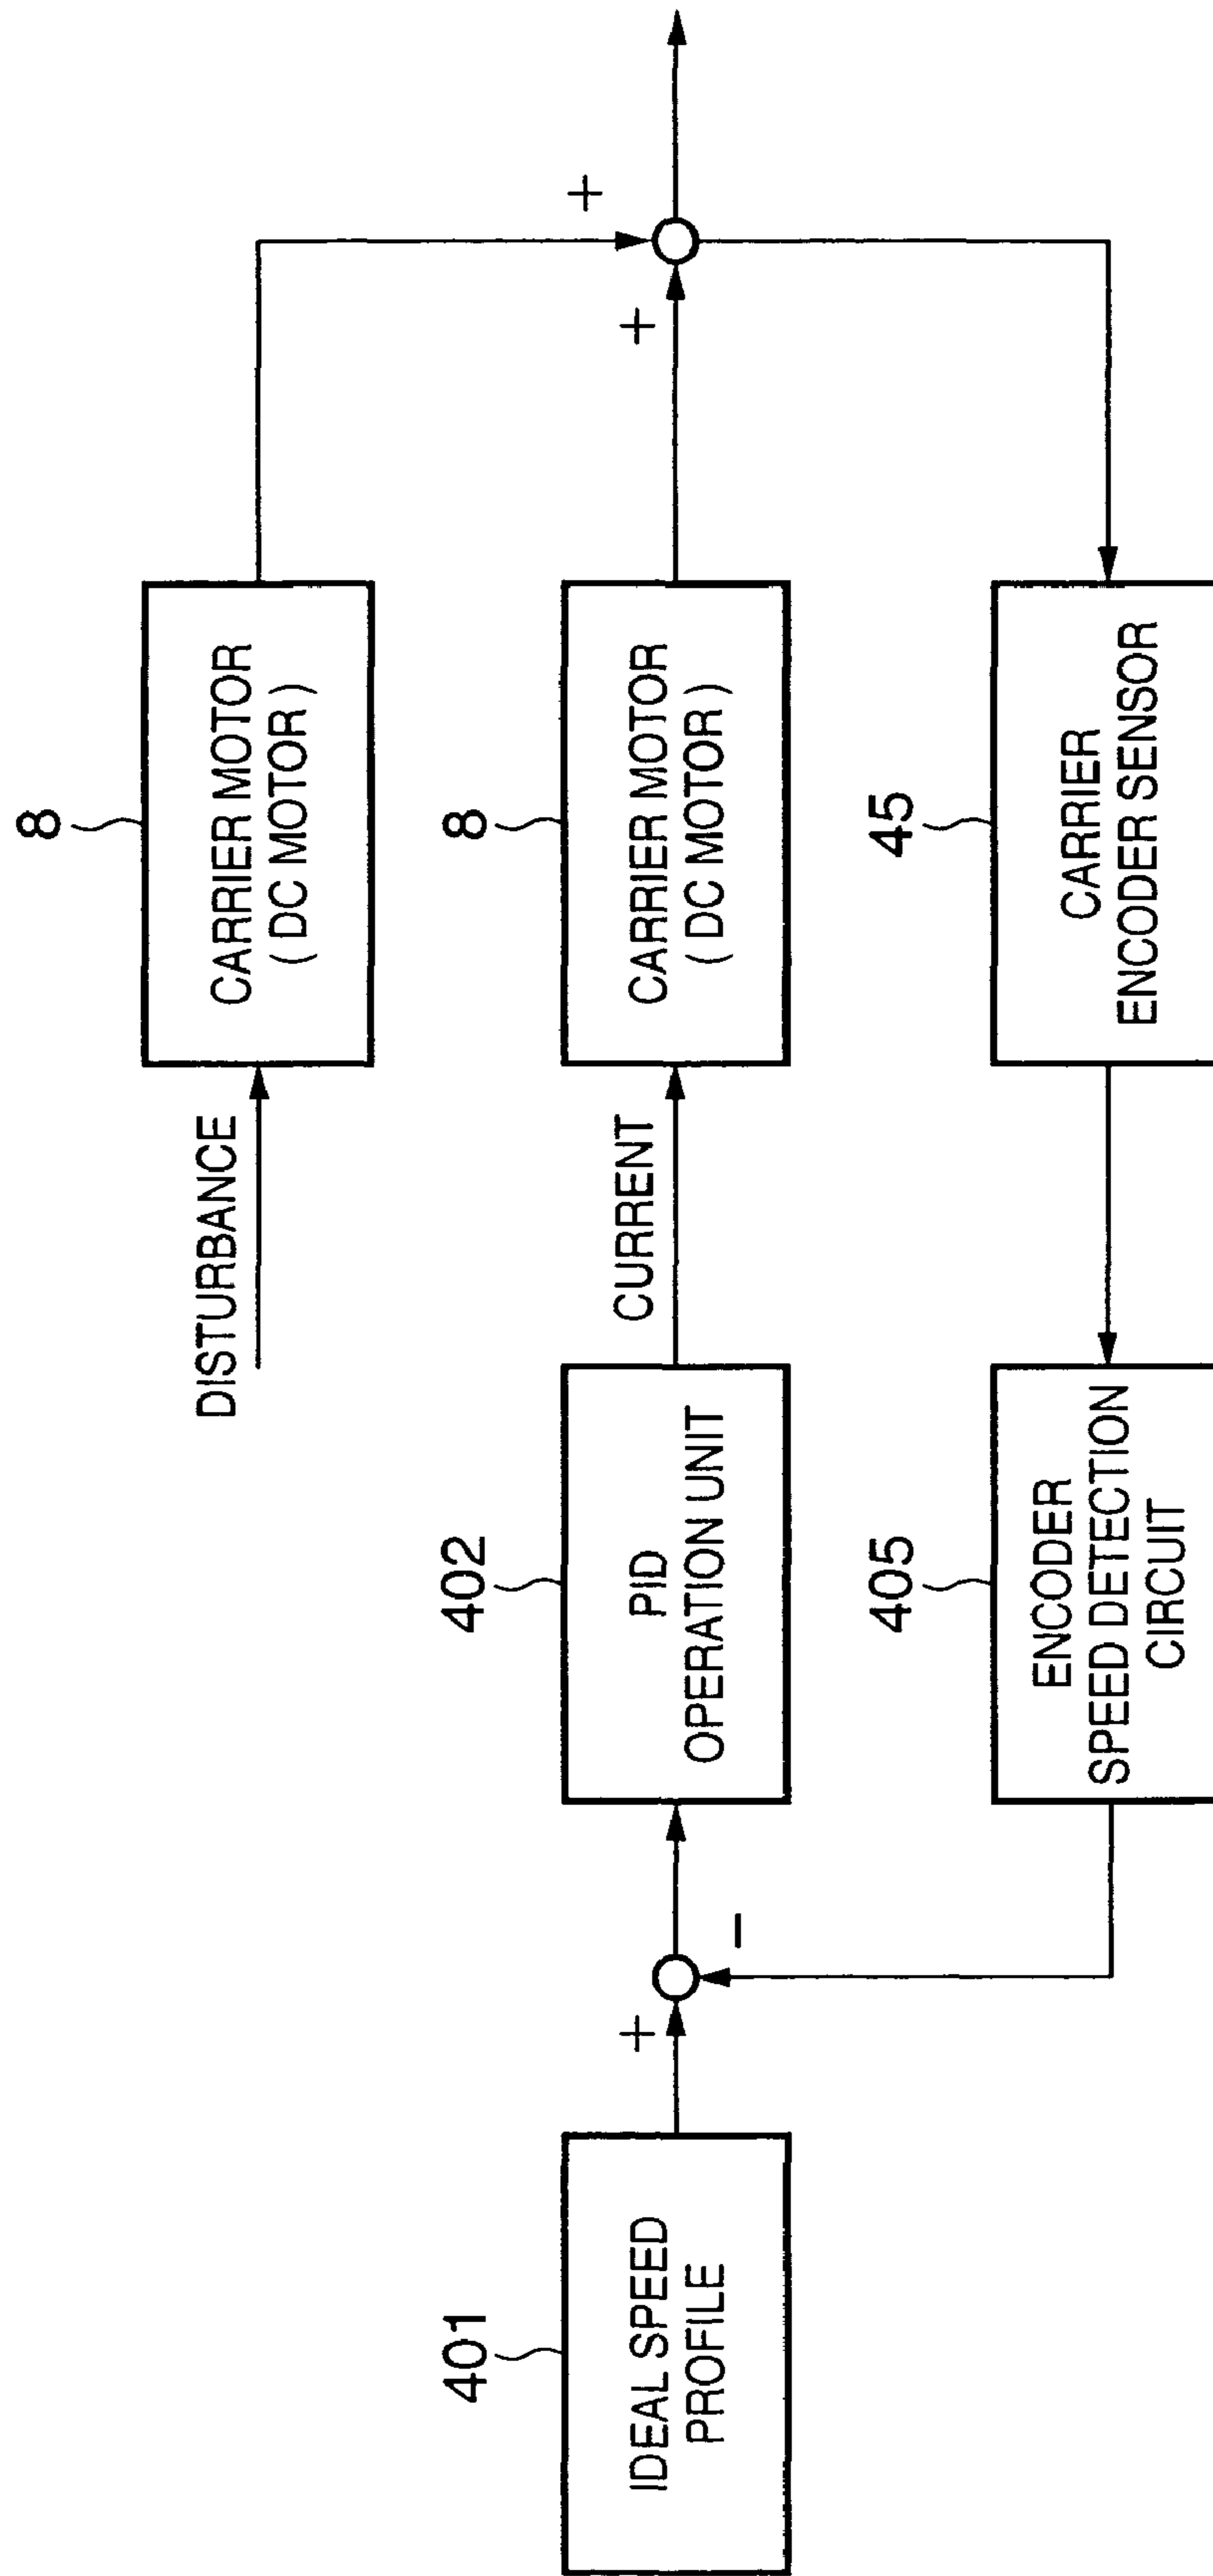 8
CARRIER MOTOR
( DC MOTOR )
DISTURBANCE
+
8
CARRIER MOTOR
( DC MOTOR )
CURRENT
+
402
PID
OPERATION UNIT
401
IDEAL SPEED
PROFILE
+
−
45
CARRIER
ENCODER SENSOR
405
ENCODER
SPEED DETECTION
CIRCUIT